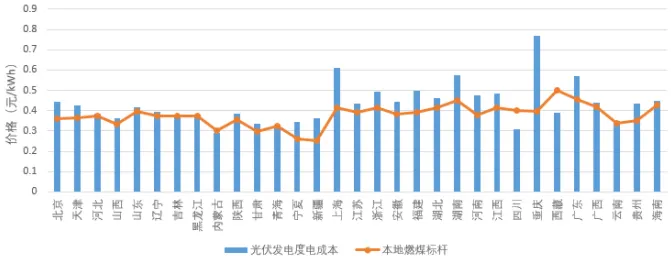 价格（元/kWh）
0.9
0.8
0.7
0.6
0.5
0.4
0.3
0.2
0.1
0
北京
天津
河北
山西
山东
辽宁
吉林
黑龙江
内蒙古
陕西
甘肃
青海
宁夏
新疆
上海
江苏
浙江
安徽
福建
湖北
湖南
河南
江西
四川
重庆
西藏
广东
广西
云南
贵州
海南
光伏发电度电成本
本地燃煤标杆